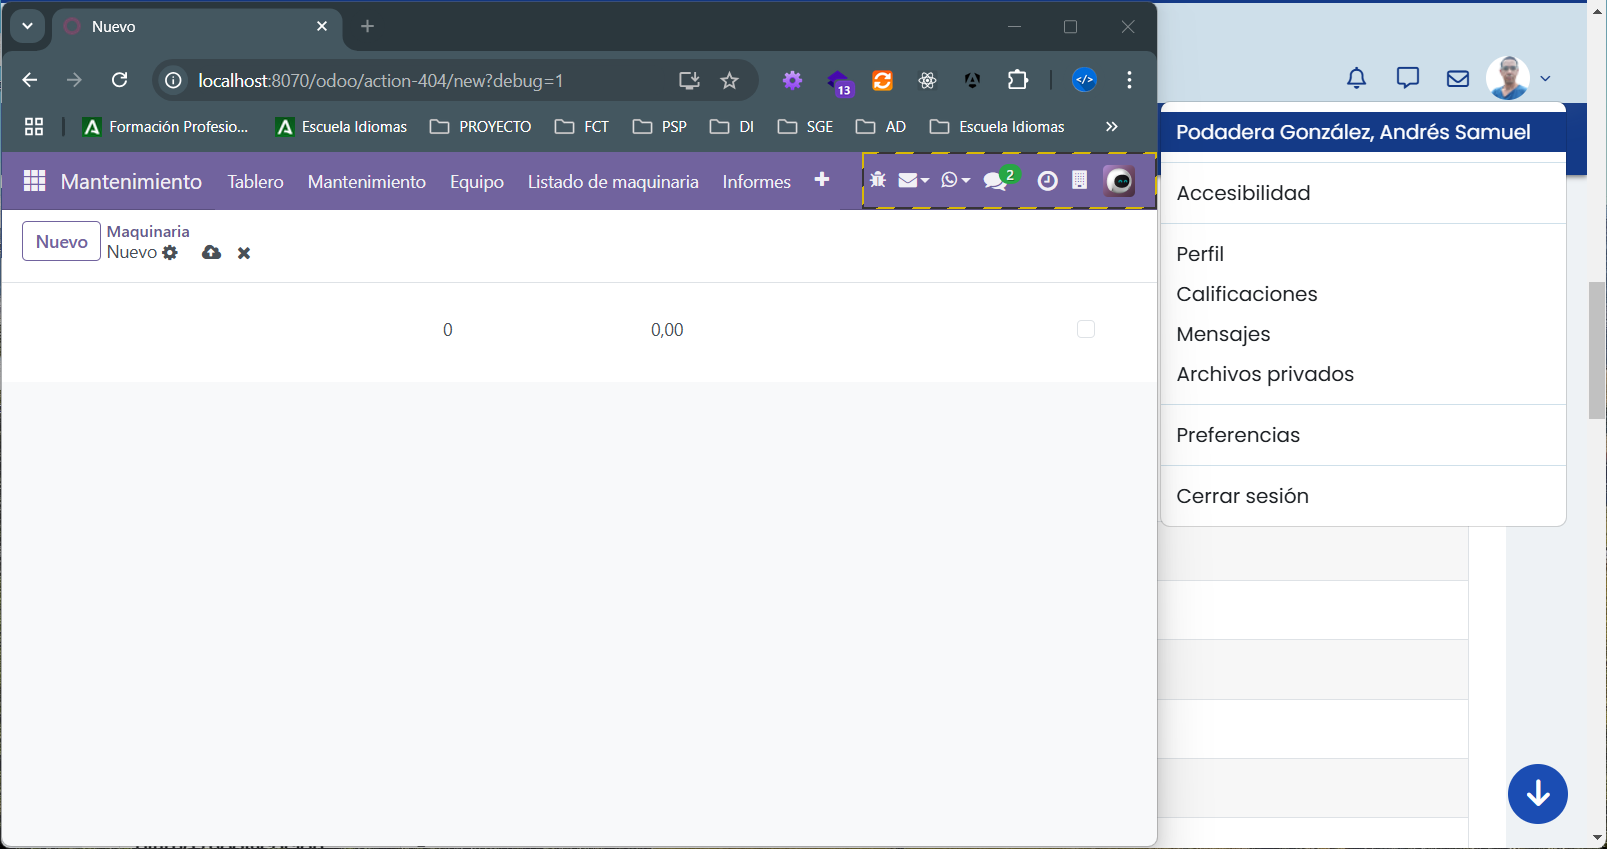 Nuevo
localhost:8070/odoo/action-404/new?debug=1
13
Formación Profesio...
Escuela Idiomas
PROYECTO
FCT
PSP
DI
SGE
AD
Escuela Idiomas
Mantenimiento
Tablero
Mantenimiento
Equipo
Listado de maquinaria
Informes
2
Nuevo
Maquinaria
Nuevo
0
0,00
Podadera González, Andrés Samuel
Accesibilidad
Perfil
Calificaciones
Mensajes
Archivos privados
Preferencias
Cerrar sesión